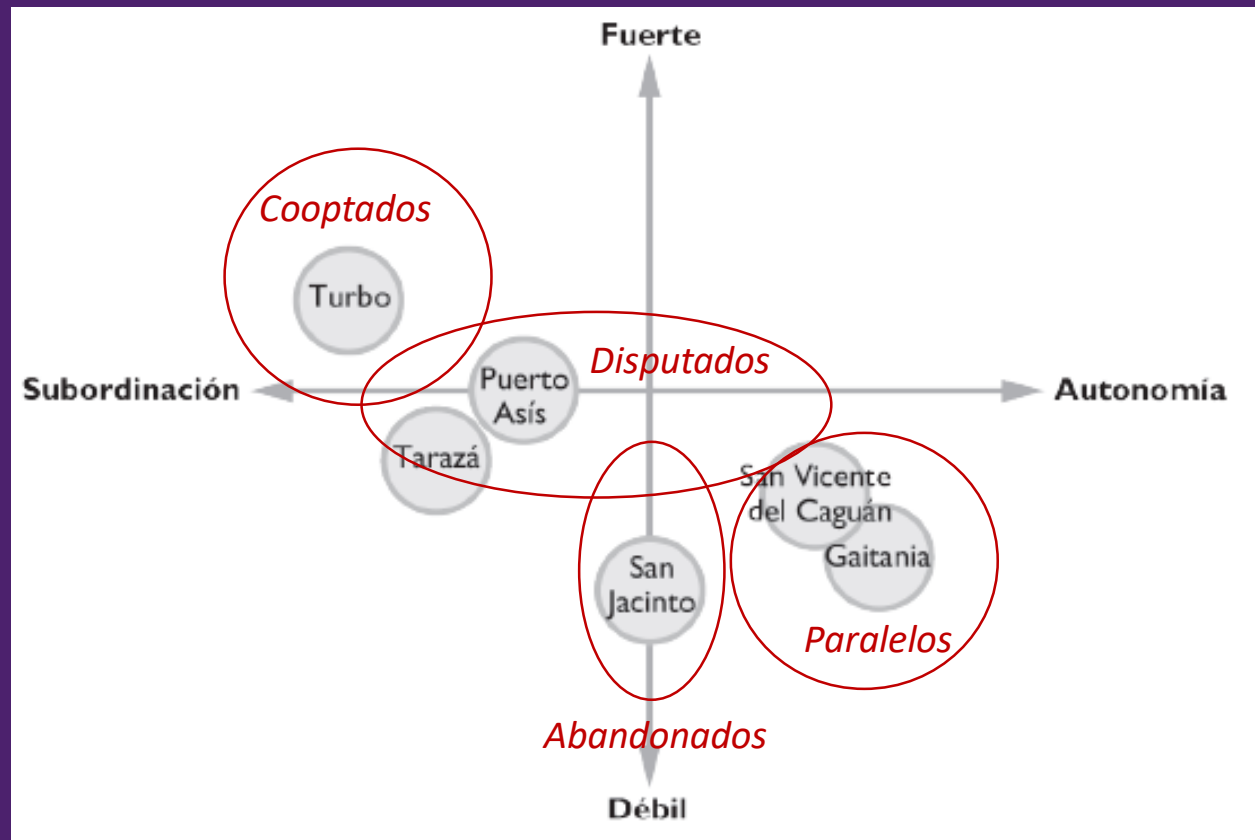 Fuerte
Cooptados
Turbo
Disputados
Puerto
Asís
Subordinación
Autonomía
Tarazá
San Vicente
del Caguán
Gaitania
San
Jacinto
Paralelos
Abandonados
Débil